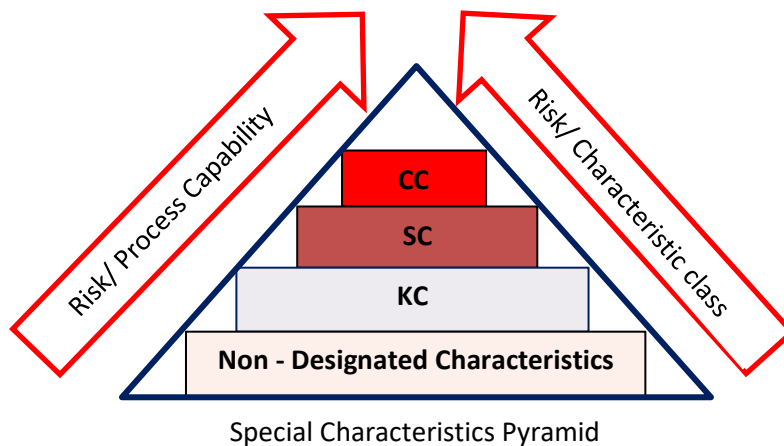 Risk/ Process Capability
Risk/ Characteristic class
CC
SC
KC
Non - Designated Characteristics
Special Characteristics Pyramid